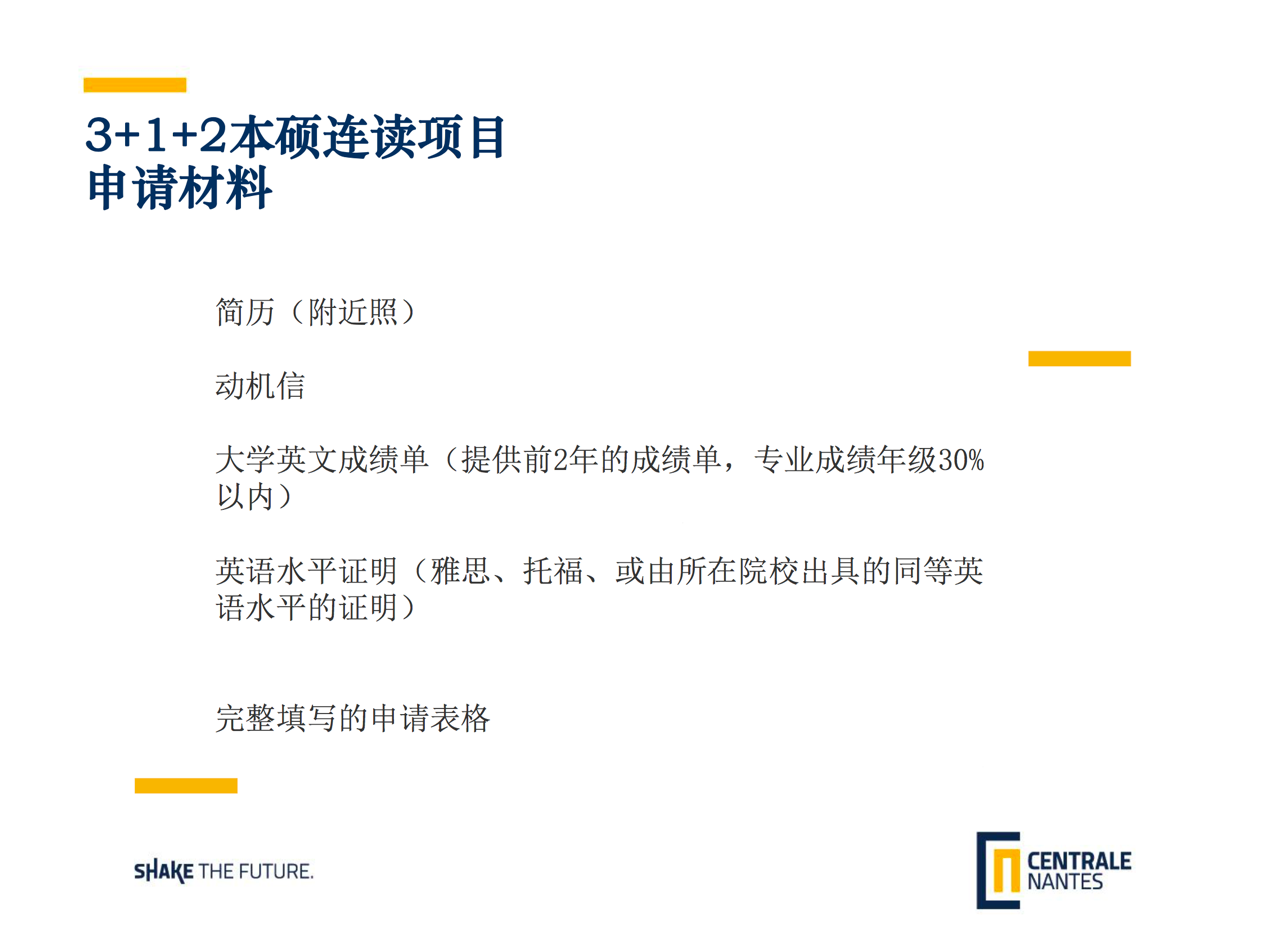 3+1+2本硕连读项目
申请材料
简历（附近照）
动机信
大学英文成绩单（提供前2年的成绩单，专业成绩年级30%
以内）
英语水平证明（雅思、托福、或由所在院校出具的同等英
语水平的证明）
完整填写的申请表格
SHAKE THE FUTURE.
CENTRALE
NANTES